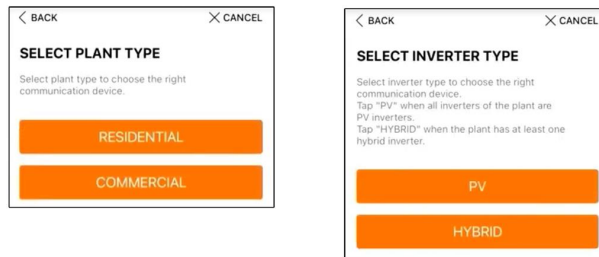 BACK
CANCEL
SELECT PLANT TYPE
Select plant type to choose the right
communication device.
RESIDENTIAL
COMMERCIAL
BACK
CANCEL
SELECT INVERTER TYPE
Select inverter type to choose the right
communication device.
Tap "PV" when all inverters of the plant are
PV inverters.
Tap "HYBRID" when the plant has at least one
hybrid inverter.
PV
HYBRID